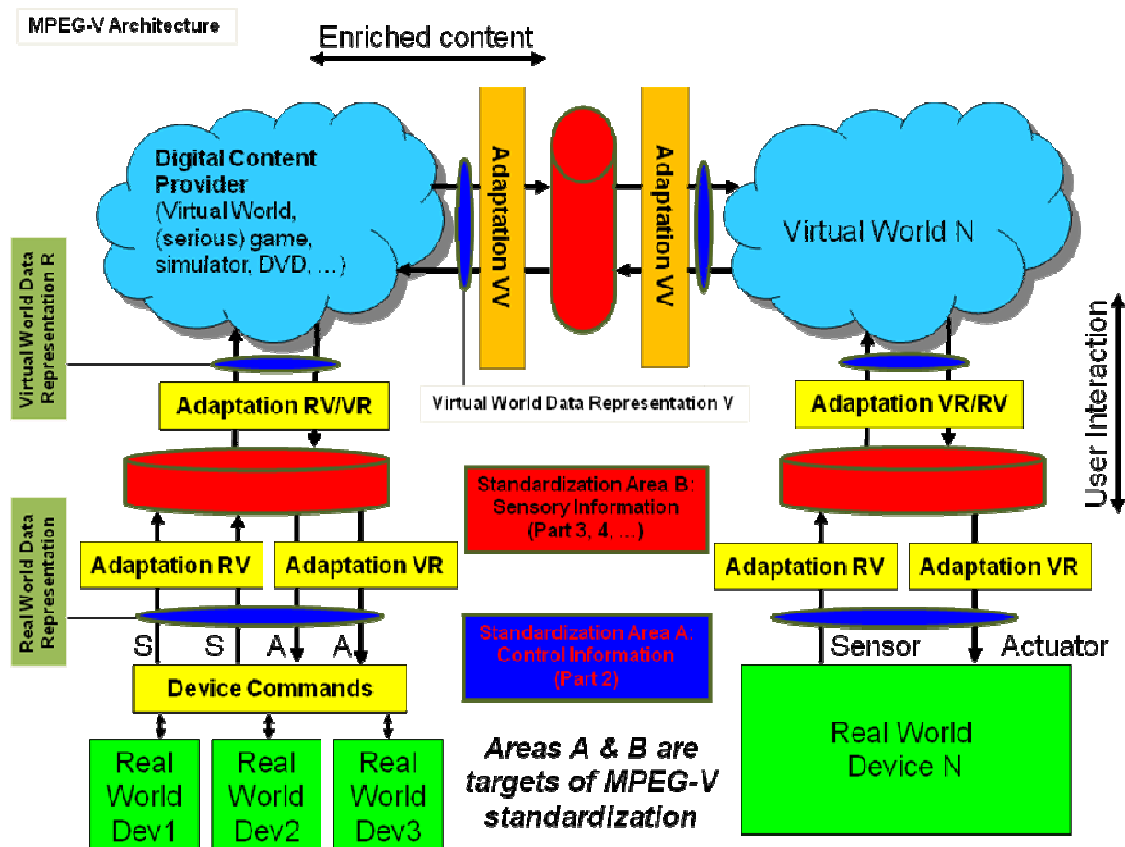 MPEG-V Architecture
Enriched content
Digital Content
Provider
(Virtual World,
(serious) game,
simulator, DVD, ...)
Adaptation VV
Adaptation VV
Virtual World N
Virtual World Data
Representation R
Adaptation RV/VR
Virtual World Data Representation V
Adaptation VR/RV
User Interaction
Standardization Area B:
Sensory Information
(Part 3, 4, ...)
Real World Data
Representation
Adaptation RV
Adaptation VR
Adaptation RV
Adaptation VR
S
S
A
A
Standardization Area A:
Control Information
(Part 2)
Sensor
Actuator
Device Commands
Real
World
Dev1
Real
World
Dev2
Real
World
Dev3
Areas A & B are
targets of MPEG-V
standardization
Real World
Device N